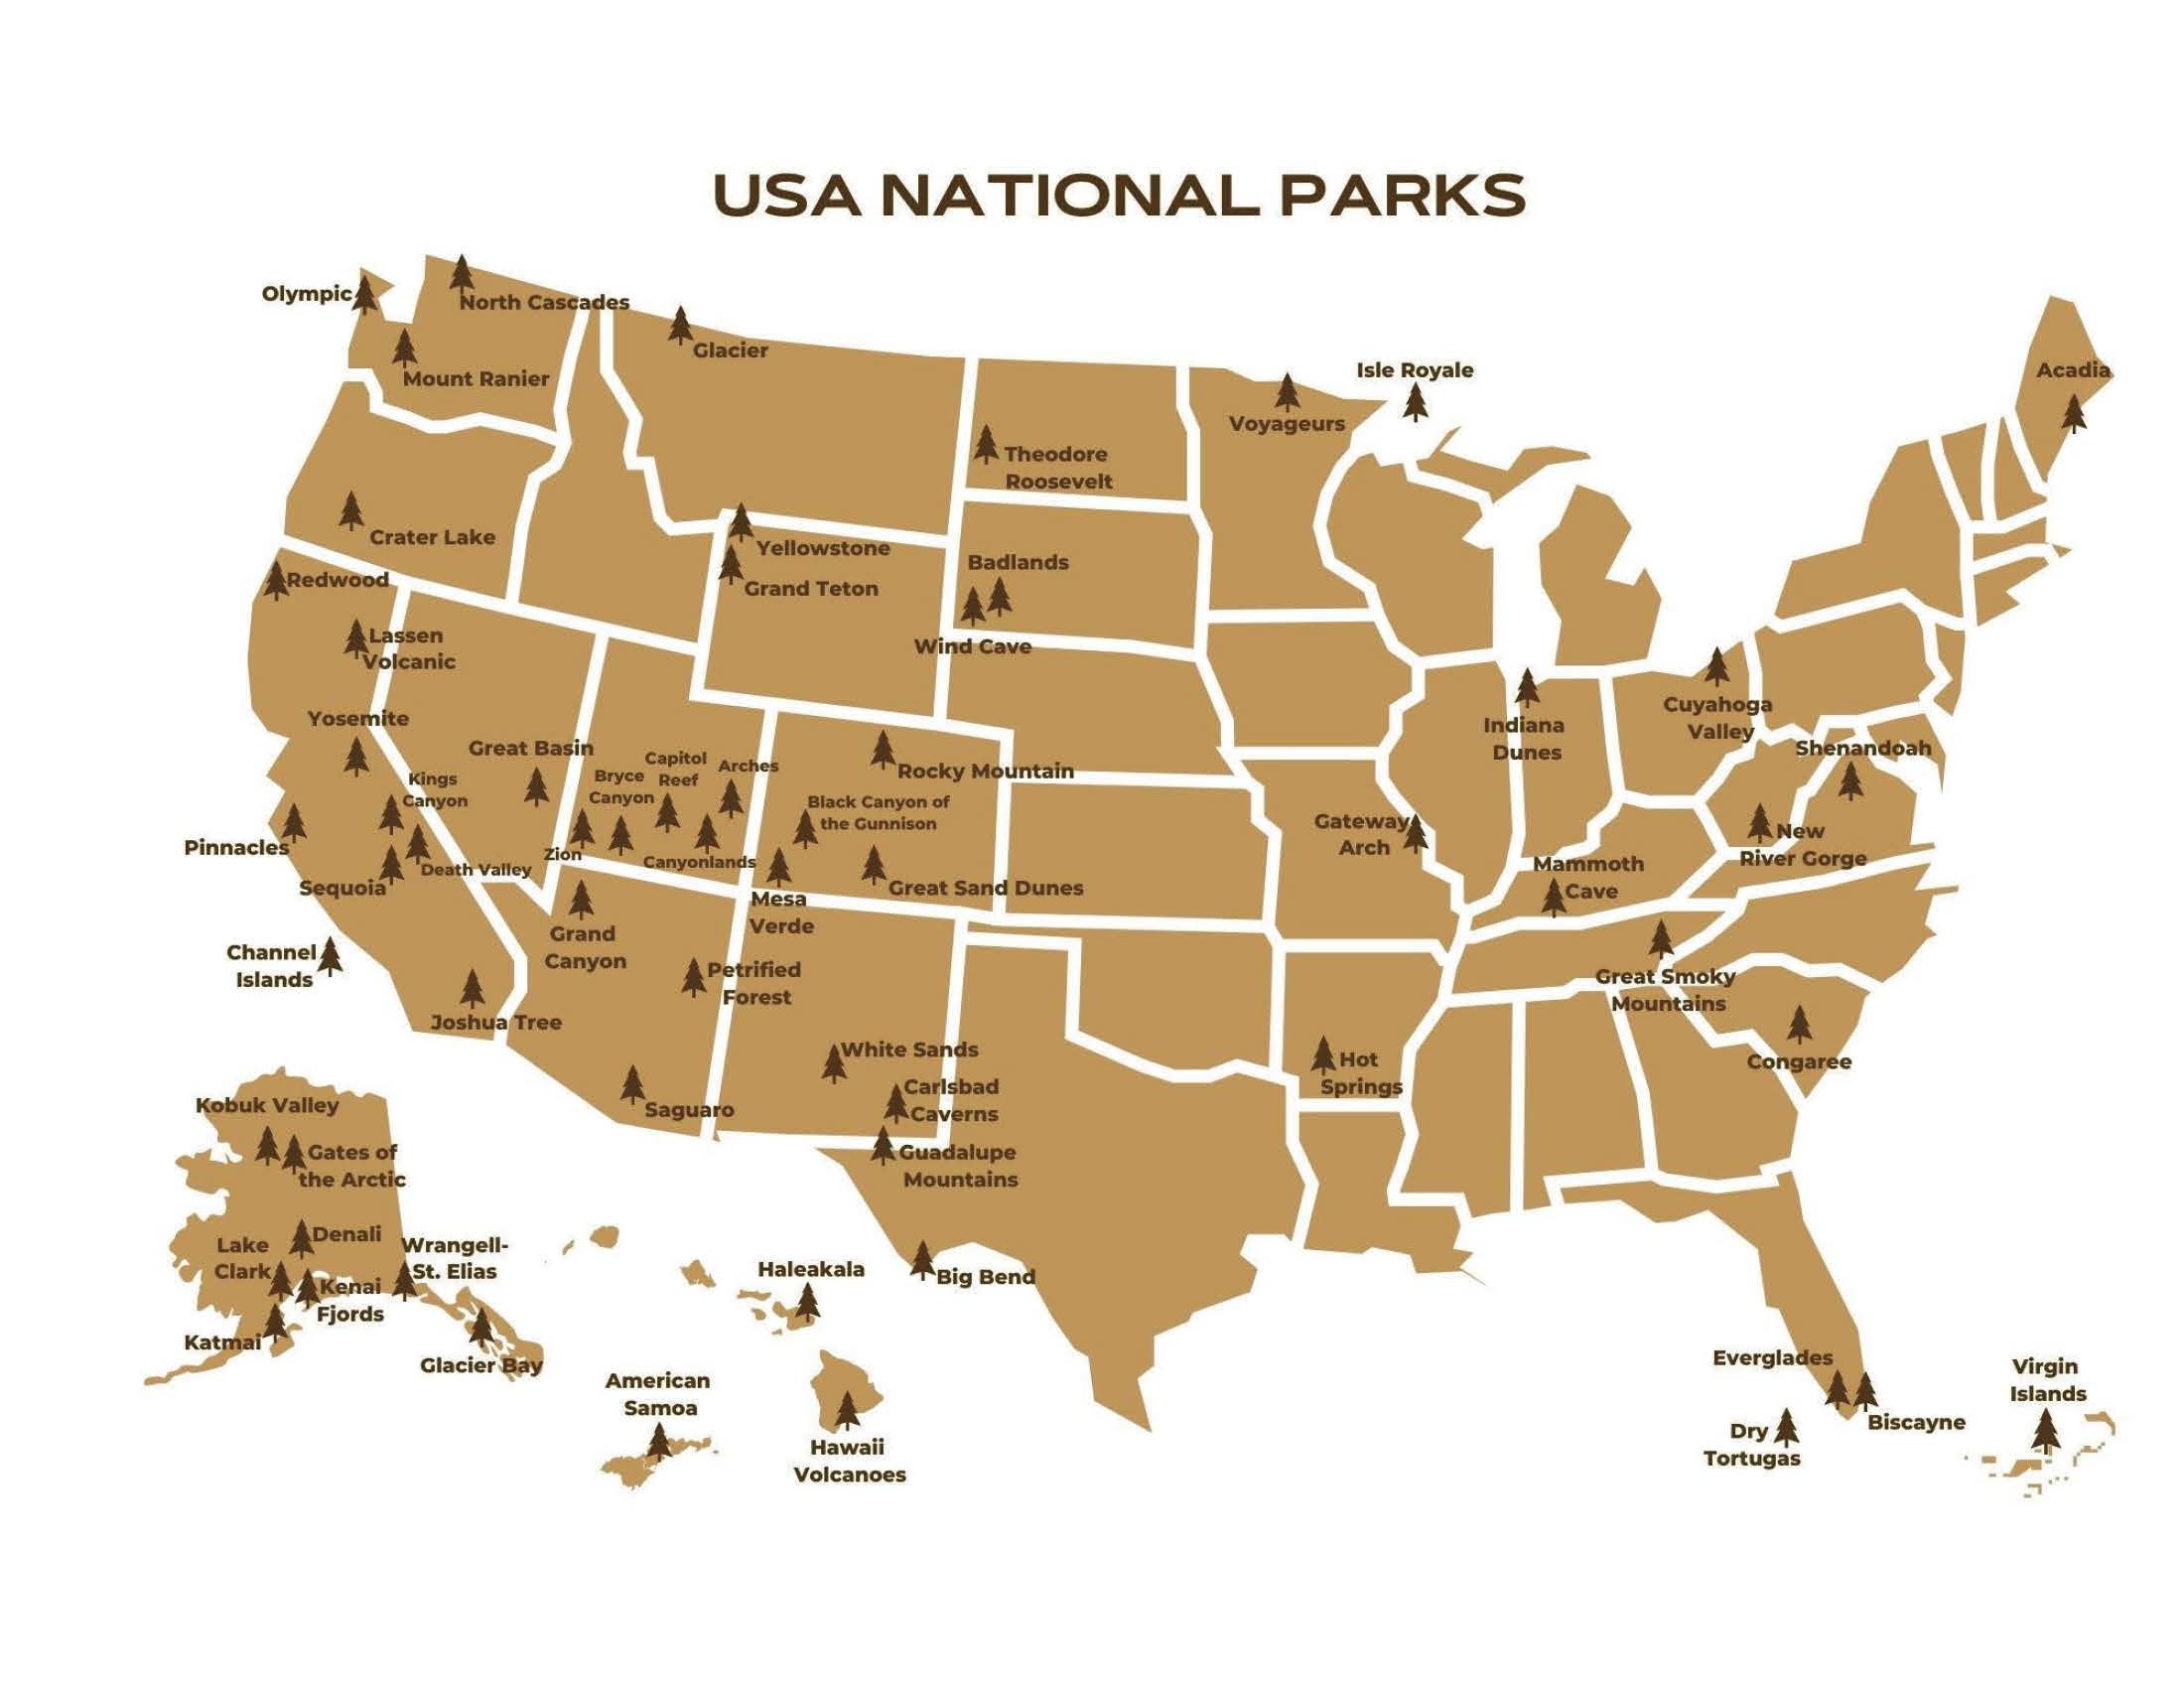 USA NATIONAL PARKS
Olympic
North Cascades
Mount Ranier
Glacier
Crater Lake
Redwood
Lassen
Volcanic
Yosemite
Kings
Canyon
Pinnacles
Sequoia
Death Valley
Channel
Islands
Joshua Tree
Great Basin
Zion
Bryce
Canyon
Capitol
Reef
Arches
Canyonlands
Grand
Canyon
Petrified
Forest
Saguaro
Yellowstone
Grand Teton
Rocky Mountain
Black Canyon of
the Gunnison
Great Sand Dunes
Mesa
Verde
White Sands
Carlsbad
Caverns
Guadalupe
Mountains
Big Bend
Theodore
Roosevelt
Badlands
Wind Cave
Voyageurs
Isle Royale
Indiana
Dunes
Gateway
Arch
Hot
Springs
Mammoth
Cave
Cuyahoga
Valley
Shenandoah
New
River Gorge
Great Smoky
Mountains
Congaree
Acadia
Everglades
Biscayne
Dry
Tortugas
Virgin
Islands
Kobuk Valley
Gates of
the Arctic
Denali
Lake
Clark
Wrangell-
St. Elias
Kenai
Fjords
Katmai
Glacier Bay
Haleakala
Hawaii
Volcanoes
American
Samoa